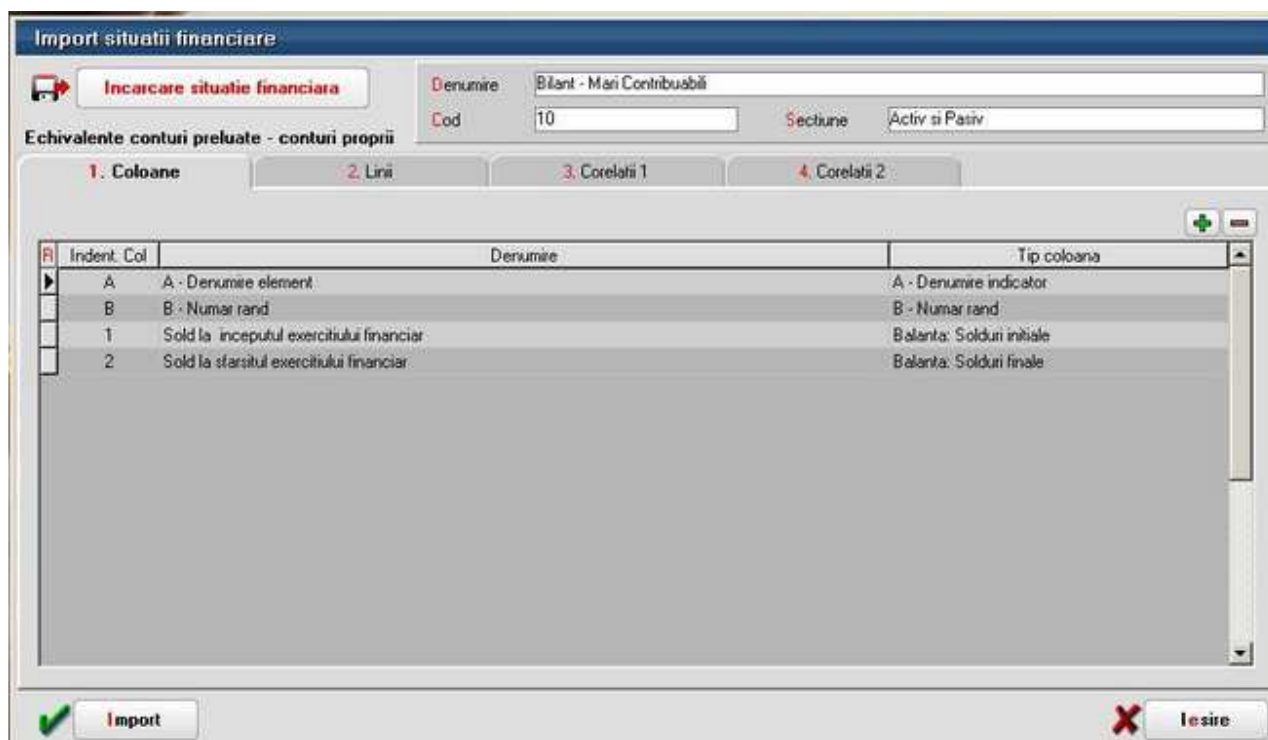 Import situatii financiare
Incarcare situatie financiara
Denumire Bilant - Mari Contribuabili
Cod 10 Sectiune Activ si Pasiv
Echivalente conturi preluate - conturi proprii
1. Coloane 2. Linii 3. Corelatii 1 4. Corelatii 2
R Indent. Col Denumire Tip coloana
A A - Denumire element A - Denumire indicator
B B - Numar rand B - Numar rand
1 Sold la inceputul exercitiului financiar Balanta: Solduri initiale
2 Sold la sfarsitul exercitiului financiar Balanta: Solduri finale
Import Iesire